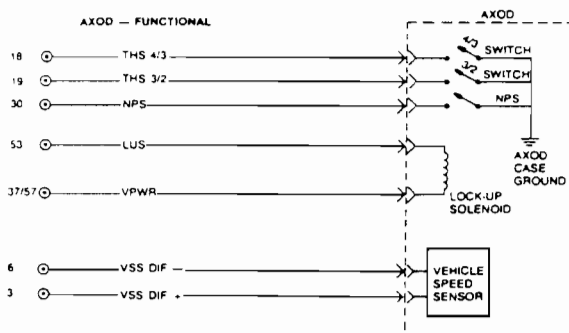 AXOD — FUNCTIONAL
AXOD
18 THS 4/3 4/3 SWITCH
19 THS 3/2 3/2 SWITCH
30 NPS NPS
AXOD
CASE
GROUND
53 LUS
37/57 VPWR
LOCK-UP
SOLENOID
6 VSS DIF —
3 VSS DIF +
VEHICLE
SPEED
SENSOR